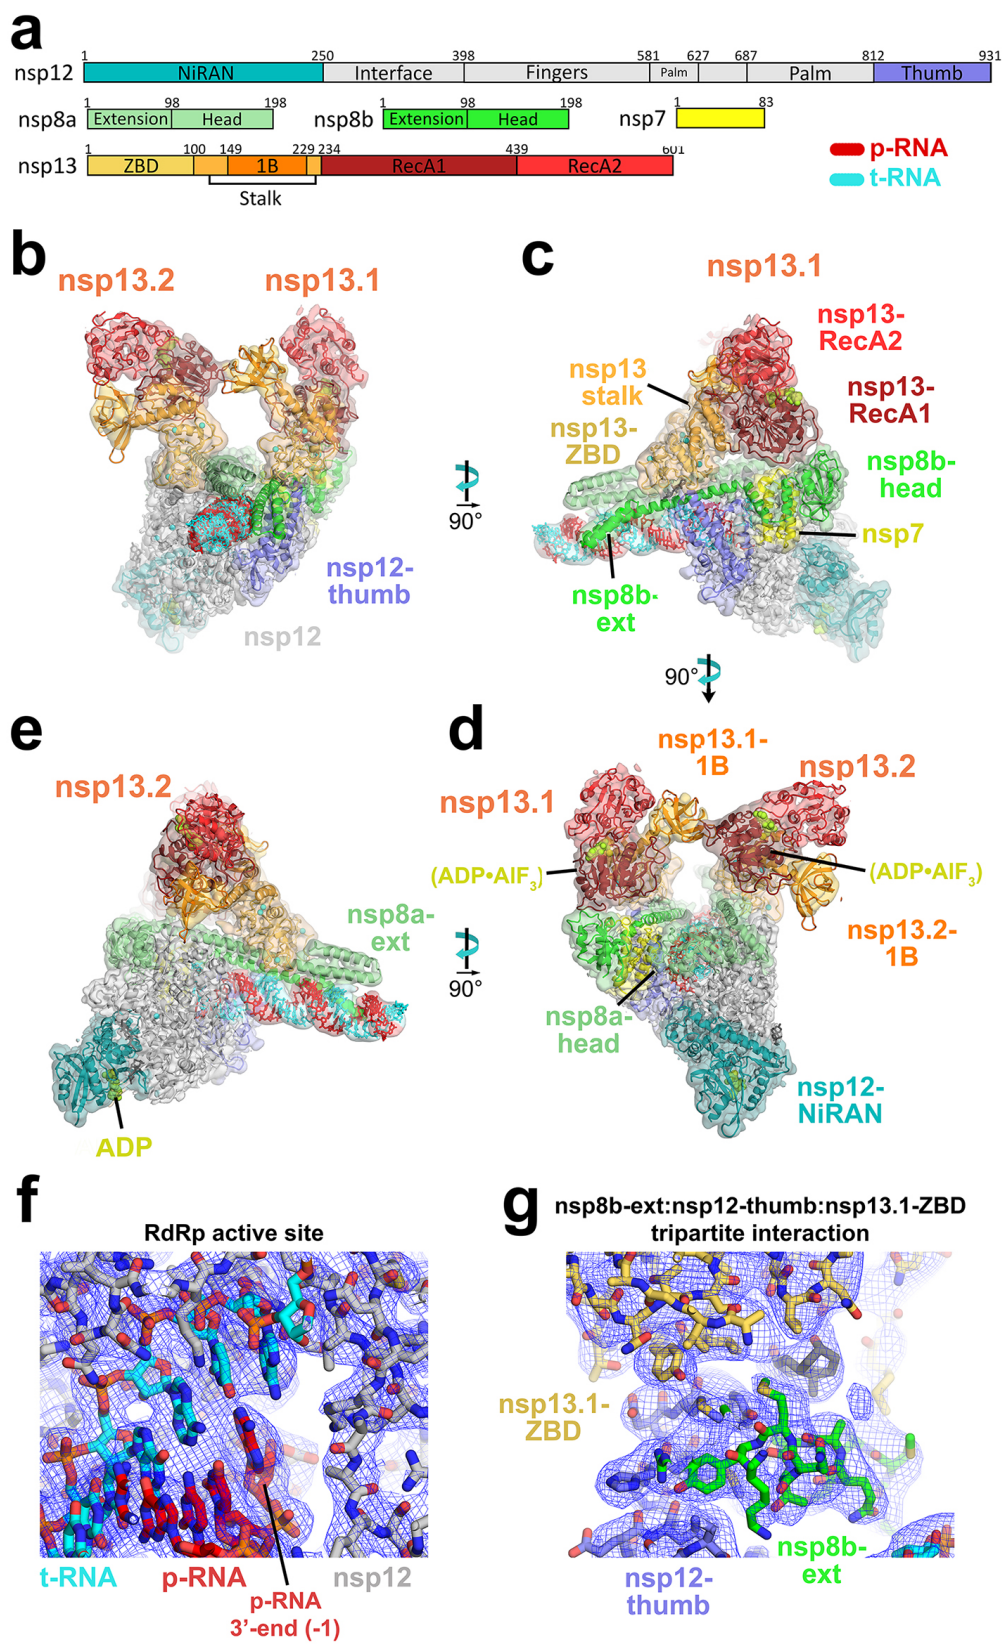 a
1 250 398 581 627 687 812 931
nsp12 NiRAN Interface Fingers Palm Palm Thumb
1 98 198 1 98 198 1 83
nsp8a Extension Head nsp8b Extension Head nsp7
1 100 149 229 234 439 601
nsp13 ZBD 1B RecA1 RecA2
Stalk
p-RNA
t-RNA
b
nsp13.2 nsp13.1
90°
nsp12-
thumb
nsp12
c
nsp13.1
nsp13-
RecA2
nsp13
stalk
nsp13-
RecA1
nsp13-
ZBD
nsp8b-
head
nsp7
nsp8b-
ext
90°
e
nsp13.2
nsp8a-
ext
90°
ADP
d
nsp13.1-
1B
nsp13.2
nsp13.1
(ADP•AlF3)
(ADP•AlF3)
nsp13.2-
1B
nsp8a-
head
nsp12-
NiRAN
f
RdRp active site
t-RNA p-RNA nsp12
p-RNA
3’-end (-1)
g
nsp8b-ext:nsp12-thumb:nsp13.1-ZBD
tripartite interaction
nsp13.1-
ZBD
nsp8b-
ext
nsp12-
thumb